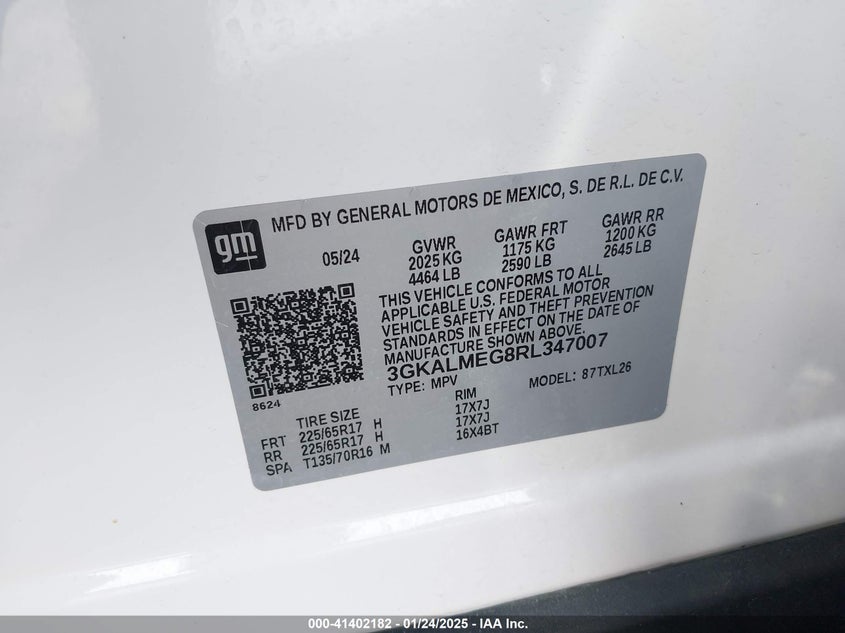 gm
MFD BY GENERAL MOTORS DE MEXICO, S. DE R.L. DE C.V.
05/24
GVWR
2025 KG
4464 LB
GAWR FRT
1175 KG
2590 LB
GAWR RR
1200 KG
2645 LB
THIS VEHICLE CONFORMS TO ALL
APPLICABLE U.S. FEDERAL MOTOR
VEHICLE SAFETY AND THEFT PREVENTION
STANDARDS IN EFFECT ON THE DATE OF
MANUFACTURE SHOWN ABOVE.
3GKALMEG8RL347007
TYPE: MPV MODEL: 87TXL26
8624
TIRE SIZE RIM
FRT 225/65R17 H 17X7J
RR 225/65R17 H 17X7J
SPA T135/70R16 M 16X4BT
000-41402182 - 01/24/2025 - IAA Inc.